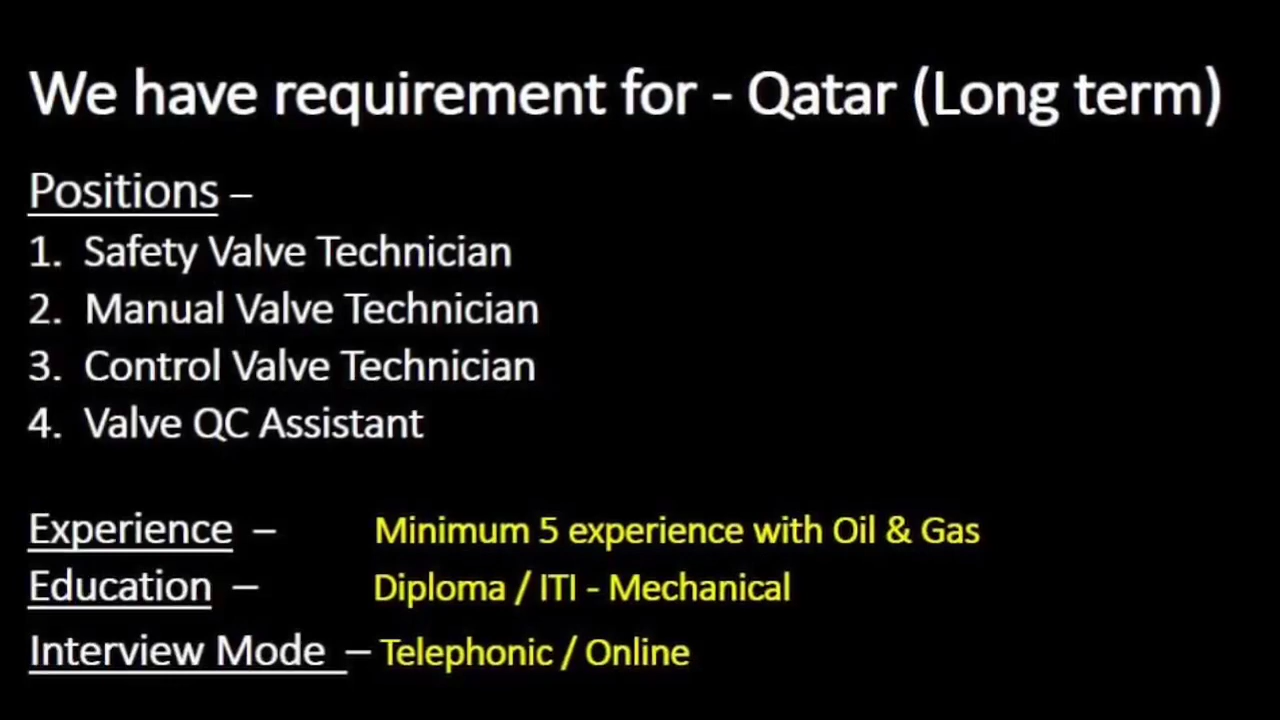 We have requirement for - Qatar (Long term)
Positions –
1. Safety Valve Technician
2. Manual Valve Technician
3. Control Valve Technician
4. Valve QC Assistant
Experience – Minimum 5 experience with Oil & Gas
Education – Diploma / ITI - Mechanical
Interview Mode – Telephonic / Online